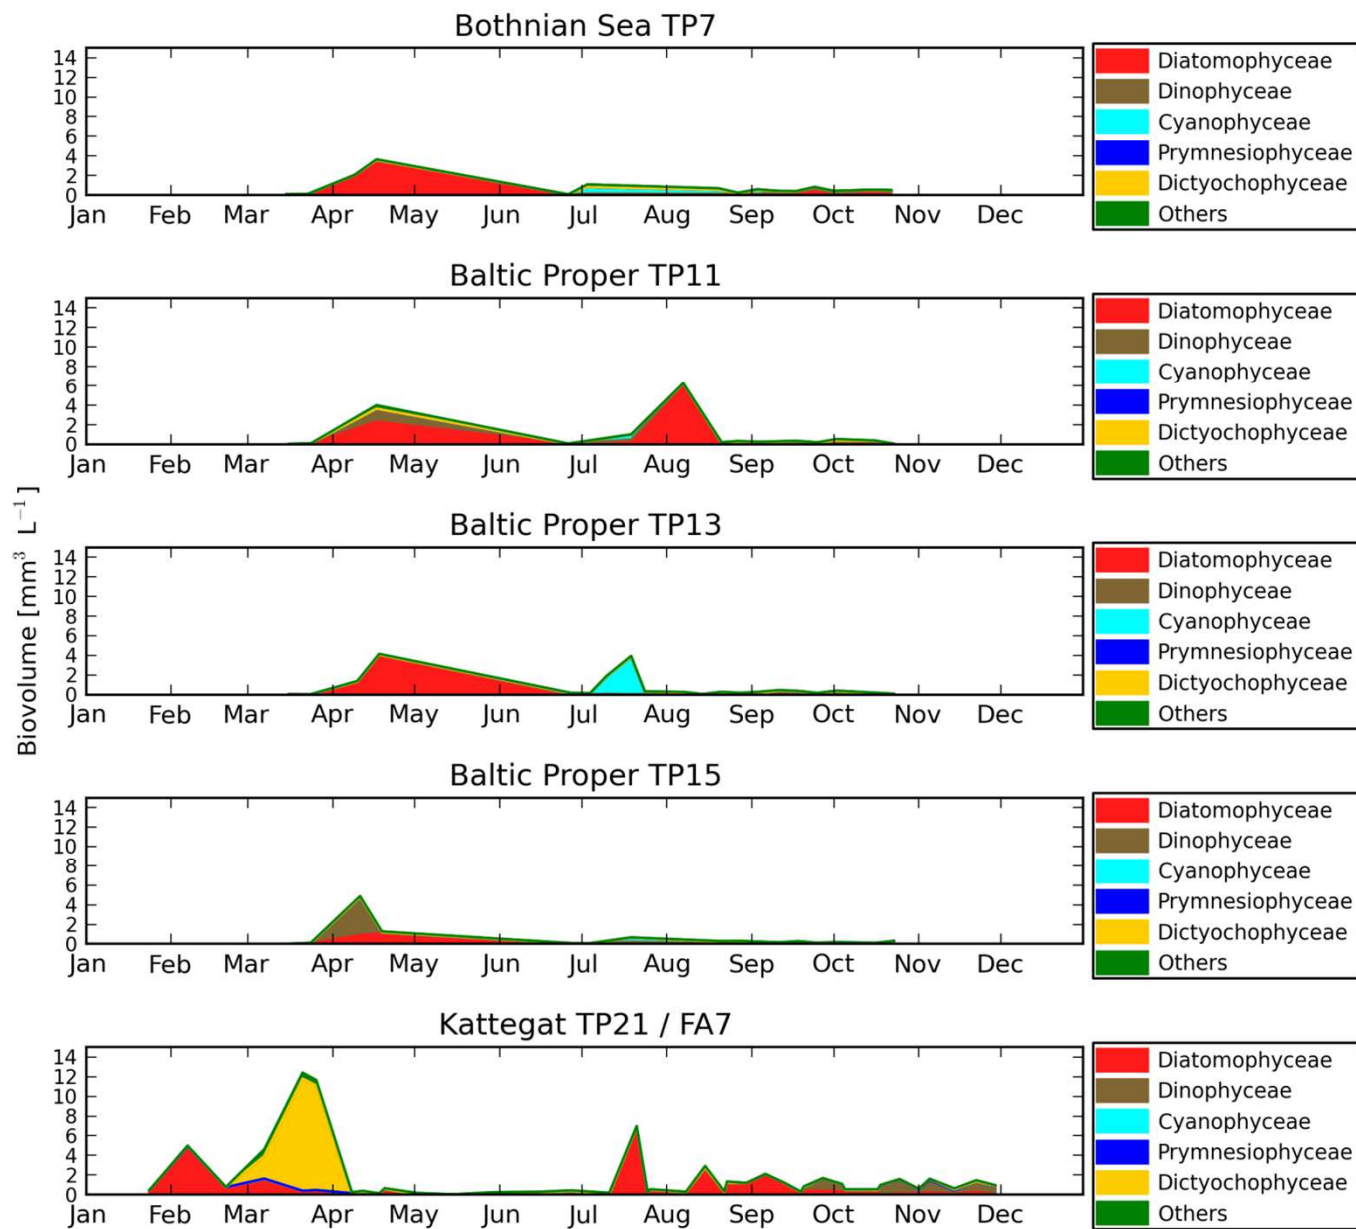 Bothnian Sea TP7
14
12
10
8
6
4
2
0
Jan Feb Mar Apr May Jun Jul Aug Sep Oct Nov Dec
Diatomophyceae
Dinophyceae
Cyanophyceae
Prymnesiophyceae
Dictyochophyceae
Others
Baltic Proper TP11
14
12
10
8
6
4
2
0
Jan Feb Mar Apr May Jun Jul Aug Sep Oct Nov Dec
Diatomophyceae
Dinophyceae
Cyanophyceae
Prymnesiophyceae
Dictyochophyceae
Others
Biovolume [mm³ L⁻¹]
Baltic Proper TP13
14
12
10
8
6
4
2
0
Jan Feb Mar Apr May Jun Jul Aug Sep Oct Nov Dec
Diatomophyceae
Dinophyceae
Cyanophyceae
Prymnesiophyceae
Dictyochophyceae
Others
Baltic Proper TP15
14
12
10
8
6
4
2
0
Jan Feb Mar Apr May Jun Jul Aug Sep Oct Nov Dec
Diatomophyceae
Dinophyceae
Cyanophyceae
Prymnesiophyceae
Dictyochophyceae
Others
Kattegat TP21 / FA7
14
12
10
8
6
4
2
0
Jan Feb Mar Apr May Jun Jul Aug Sep Oct Nov Dec
Diatomophyceae
Dinophyceae
Cyanophyceae
Prymnesiophyceae
Dictyochophyceae
Others